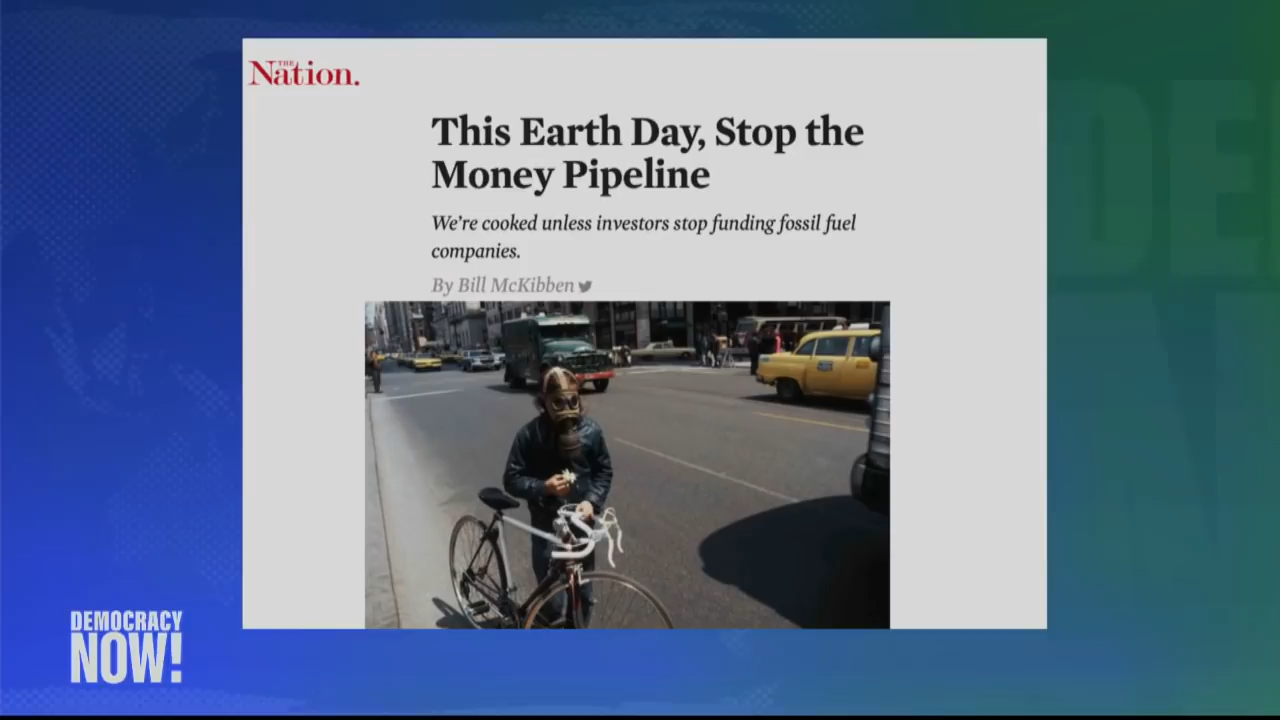 THE
Nation.
This Earth Day, Stop the
Money Pipeline
We're cooked unless investors stop funding fossil fuel
companies.
By Bill McKibben
DEMOCRACY
NOW!